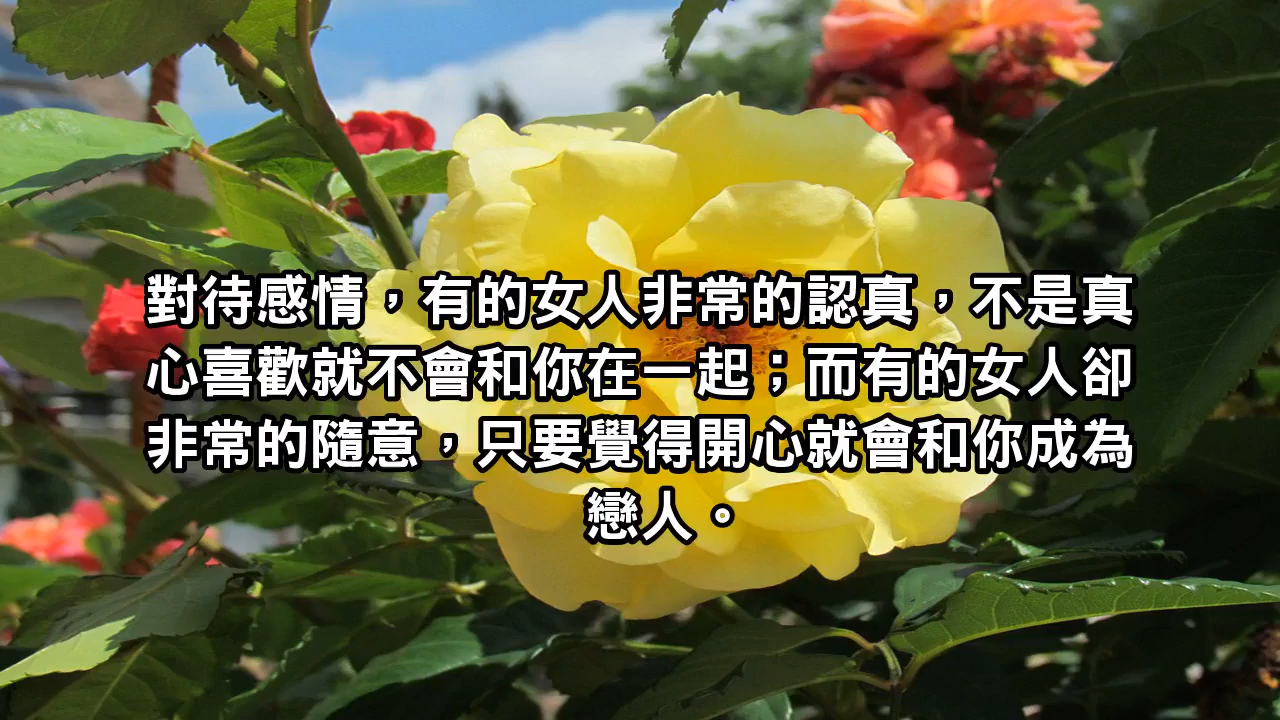 對待感情，有的女人非常的認真，不是真
心喜歡就不會和你在一起；而有的女人卻
非常的隨意，只要覺得開心就會和你成為
戀人。